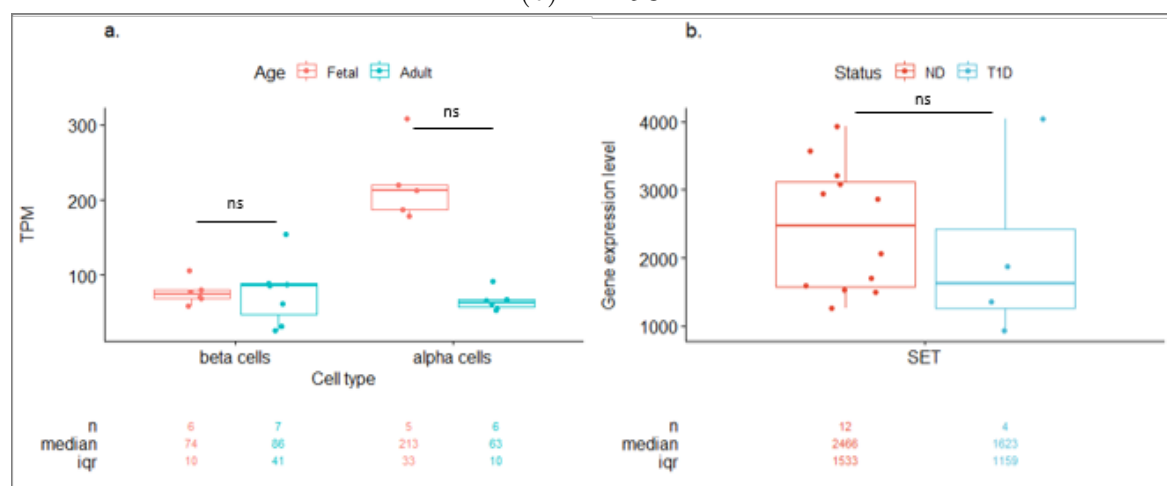 a.
Age Fetal Adult
ns
ns
300
200
100
TPM
beta cells alpha cells
Cell type
n 6 7 5 6
median 74 86 213 63
iqr 10 41 33 10
b.
Status ND T1D
ns
4000
3000
2000
1000
Gene expression level
SET
n 12 4
median 2466 1623
iqr 1533 1159